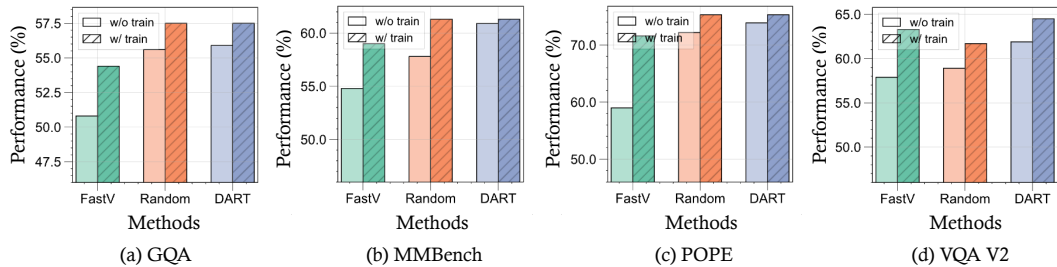 Performance (%)
57.5
55.0
52.5
50.0
47.5
w/o train
w/ train
FastV Random DART
Methods
(a) GQA
Performance (%)
60.0
55.0
50.0
w/o train
w/ train
FastV Random DART
Methods
(b) MMBench
Performance (%)
70.0
60.0
50.0
w/o train
w/ train
FastV Random DART
Methods
(c) POPE
Performance (%)
65.0
60.0
55.0
50.0
w/o train
w/ train
FastV Random DART
Methods
(d) VQA V2